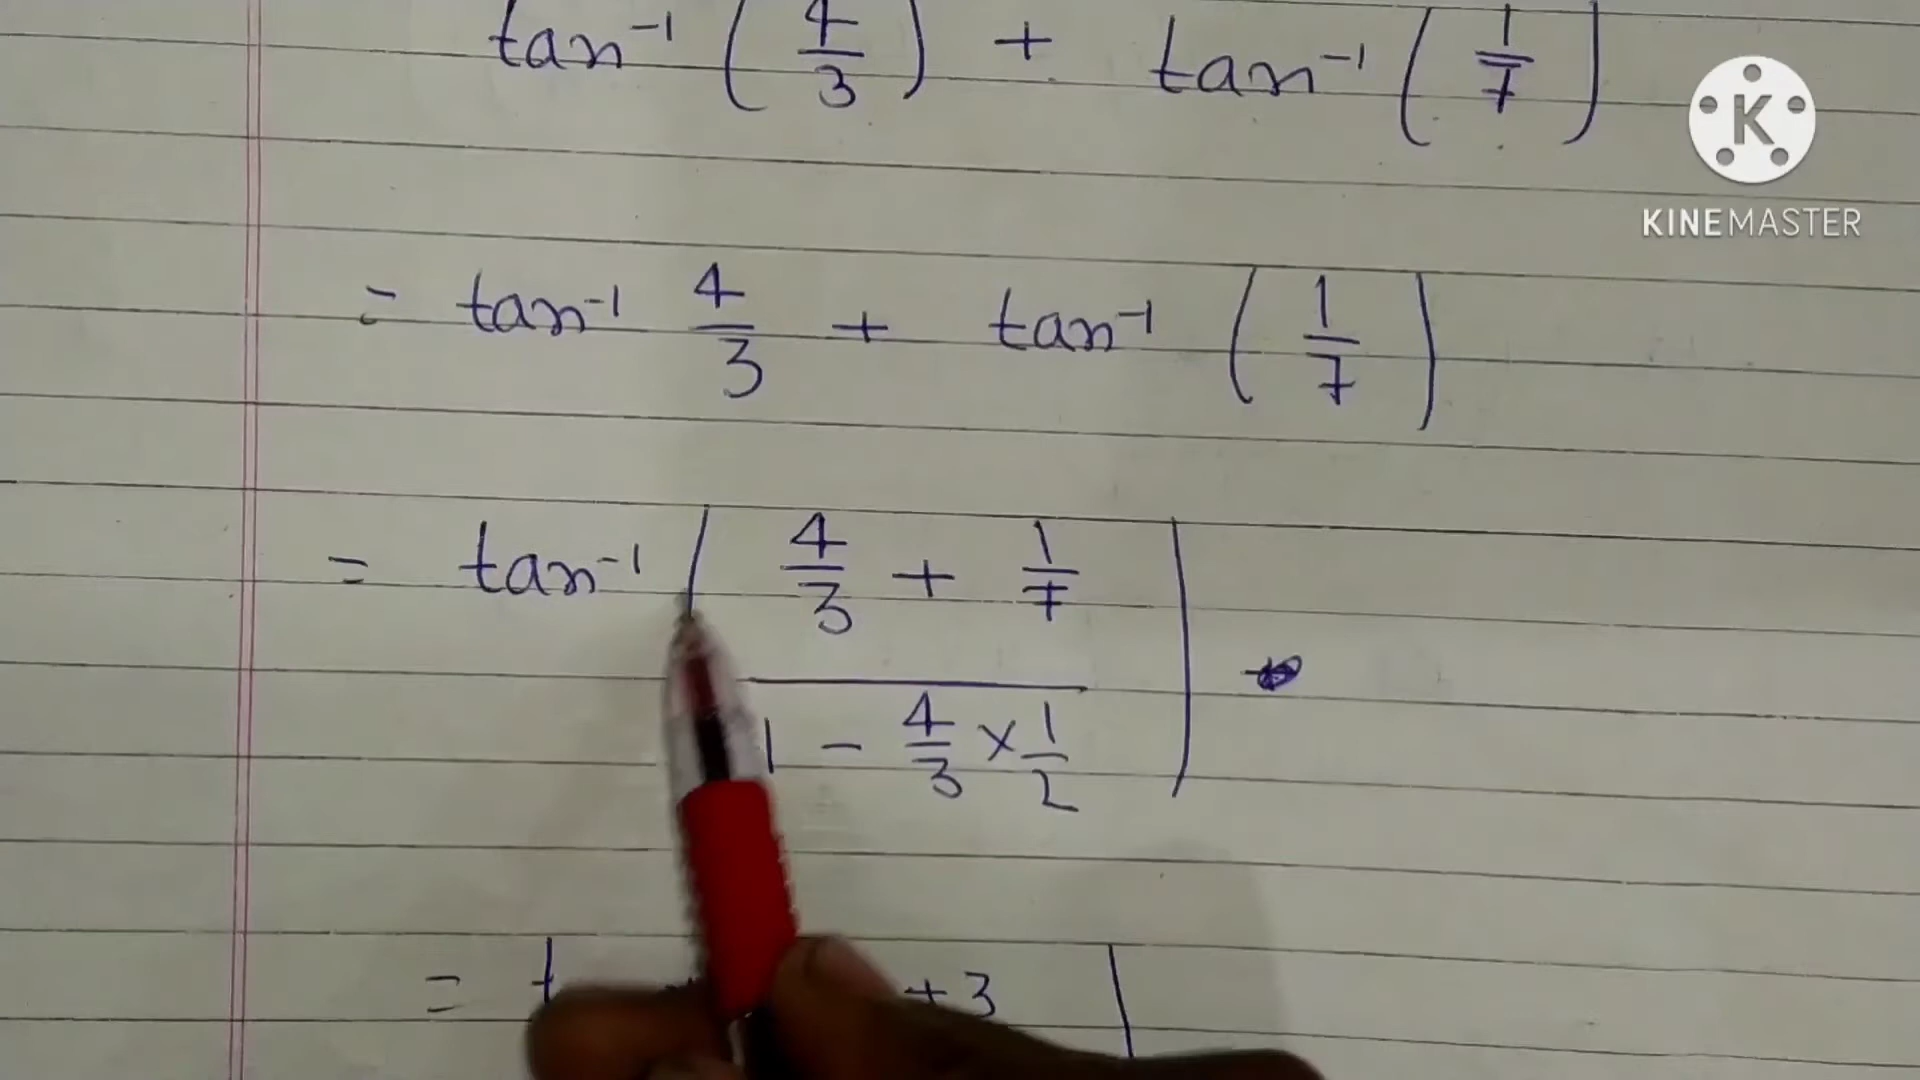 tan⁻¹ (4/3) + tan⁻¹ (1/7)
K
KINEMASTER
= tan⁻¹ 4/3 + tan⁻¹ (1/7)
= tan⁻¹ ( 4/3 + 1/7
1 - 4/3 × 1/2 )
= t +3